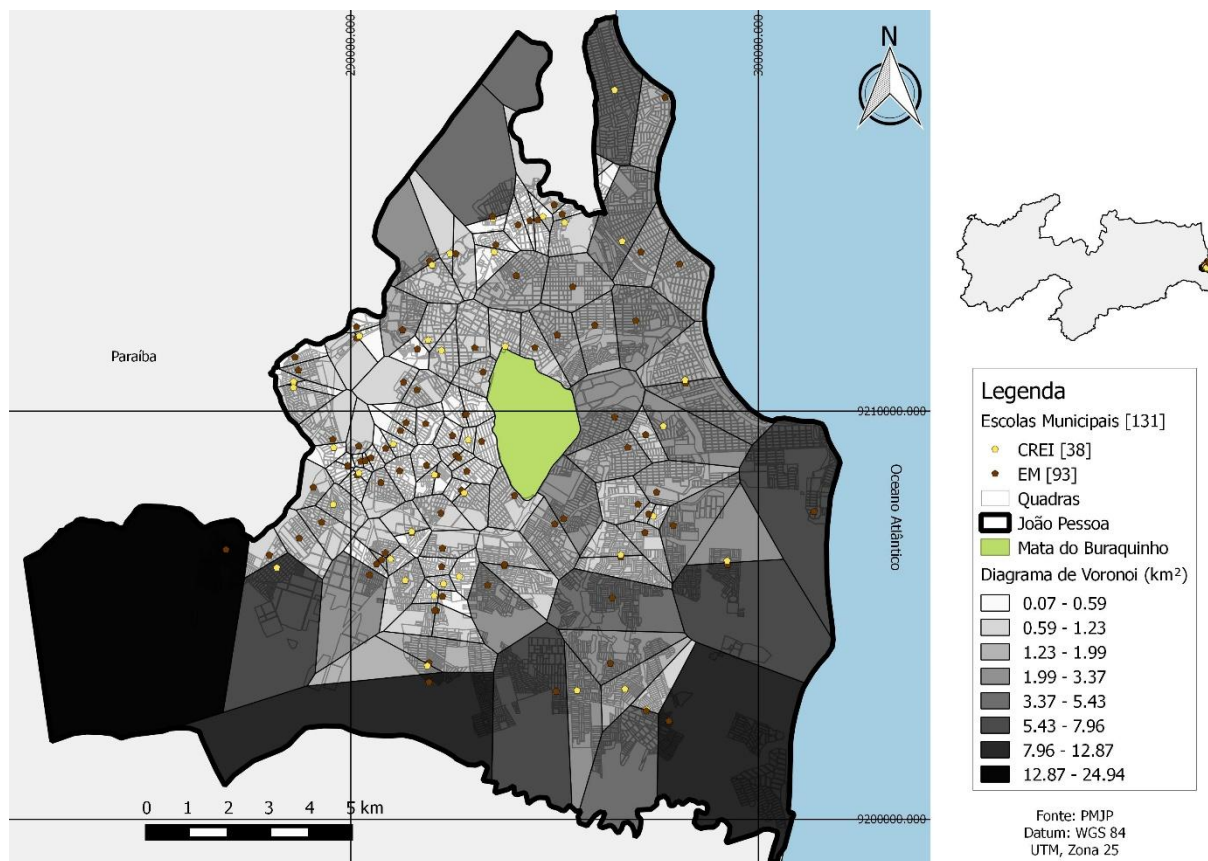 290000.000
300000.000
N
Paraíba
9210000.000
Oceano Atlântico
0 1 2 3 4 5 km
9200000.000
Legenda
Escolas Municipais [131]
CREI [38]
EM [93]
Quadras
João Pessoa
Mata do Buraquinho
Diagrama de Voronoi (km²)
0.07 - 0.59
0.59 - 1.23
1.23 - 1.99
1.99 - 3.37
3.37 - 5.43
5.43 - 7.96
7.96 - 12.87
12.87 - 24.94
Fonte: PMJP
Datum: WGS 84
UTM, Zona 25